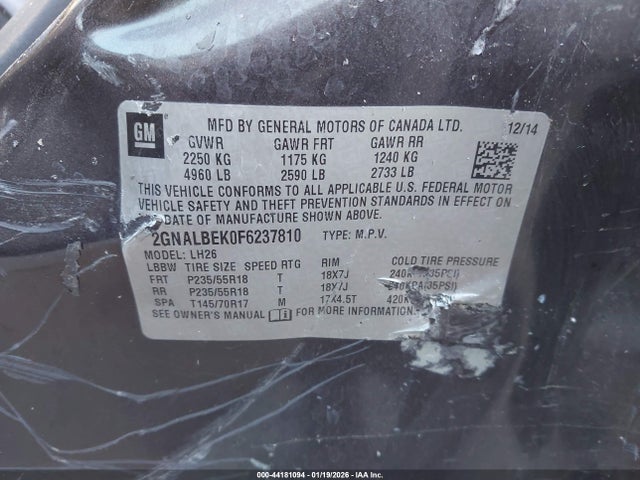 GM
MFD BY GENERAL MOTORS OF CANADA LTD. 12/14
GVWR GAWR FRT GAWR RR
2250 KG 1175 KG 1240 KG
4960 LB 2590 LB 2733 LB
THIS VEHICLE CONFORMS TO ALL APPLICABLE U.S. FEDERAL MOTOR
VEHICLE SAFETY AND THEFT PREVENTION STANDARDS IN EFFECT ON
DATE OF MANUFACTURE SHOWN ABOVE.
2GNALBEK0F6237810 TYPE: M.P.V.
MODEL: LH26
LBBW TIRE SIZE SPEED RTG RIM COLD TIRE PRESSURE
FRT P235/55R18 T 18X7J (35PSI)
RR P235/55R18 T 18X7J (35PSI)
SPA T145/70R17 M 17X4.5T
SEE OWNER'S MANUAL FOR MORE INFORMATION.
000-44181094 | 01/19/2026 | IAA Inc.